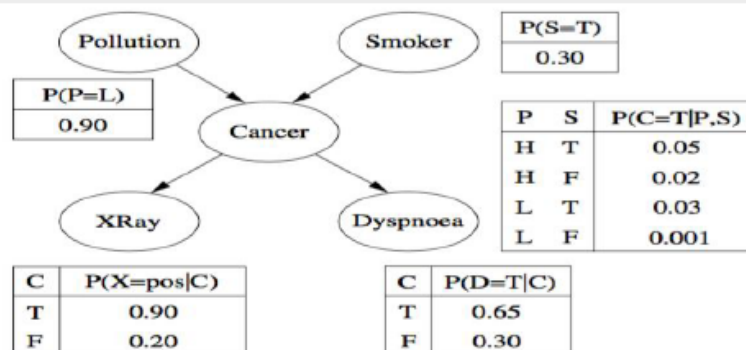 Pollution
Smoker
P(S=T)
0.30
P(P=L)
0.90
Cancer
P S P(C=T|P,S)
H T 0.05
H F 0.02
L T 0.03
L F 0.001
XRay
Dyspnoea
C P(X=pos|C)
T 0.90
F 0.20
C P(D=T|C)
T 0.65
F 0.30